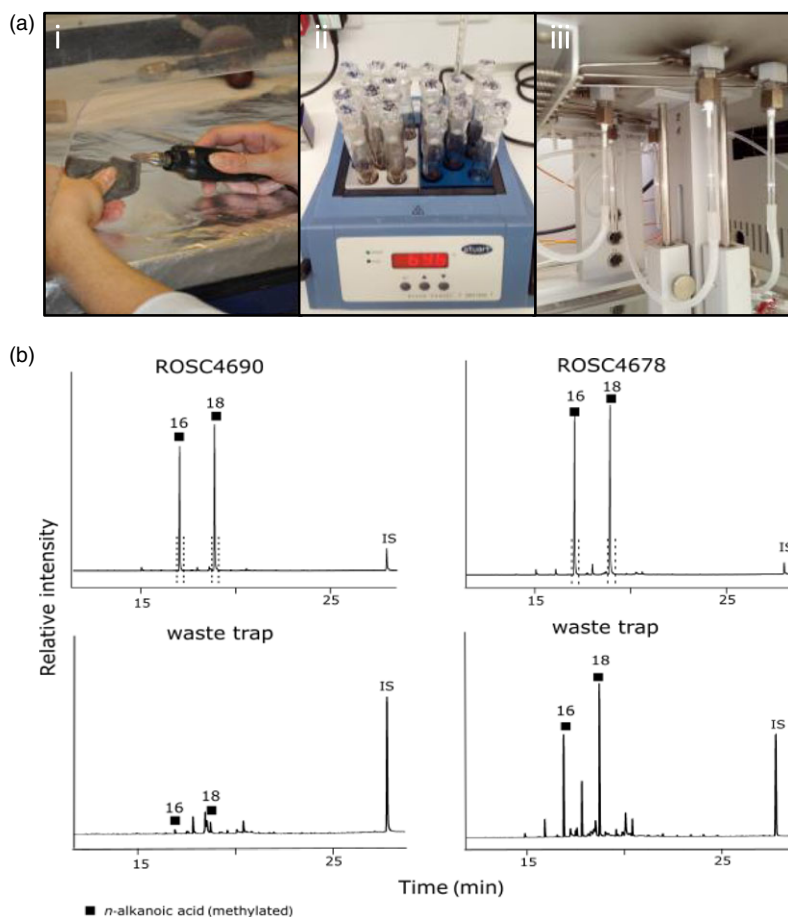 (a)
i
ii
iii
stuart
(b)
ROSC4690
16
18
IS
15
25
ROSC4678
16
18
IS
15
25
Relative intensity
waste trap
16
18
IS
15
25
waste trap
16
18
IS
15
25
Time (min)
■ n-alkanoic acid (methylated)